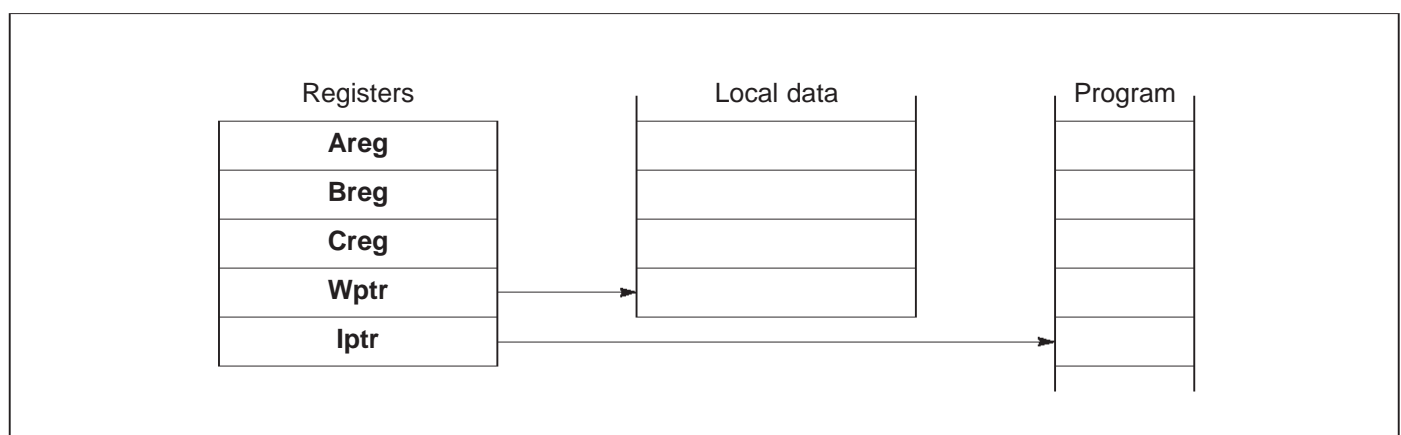 Registers
Local data
Program
Areg
Breg
Creg
Wptr
Iptr